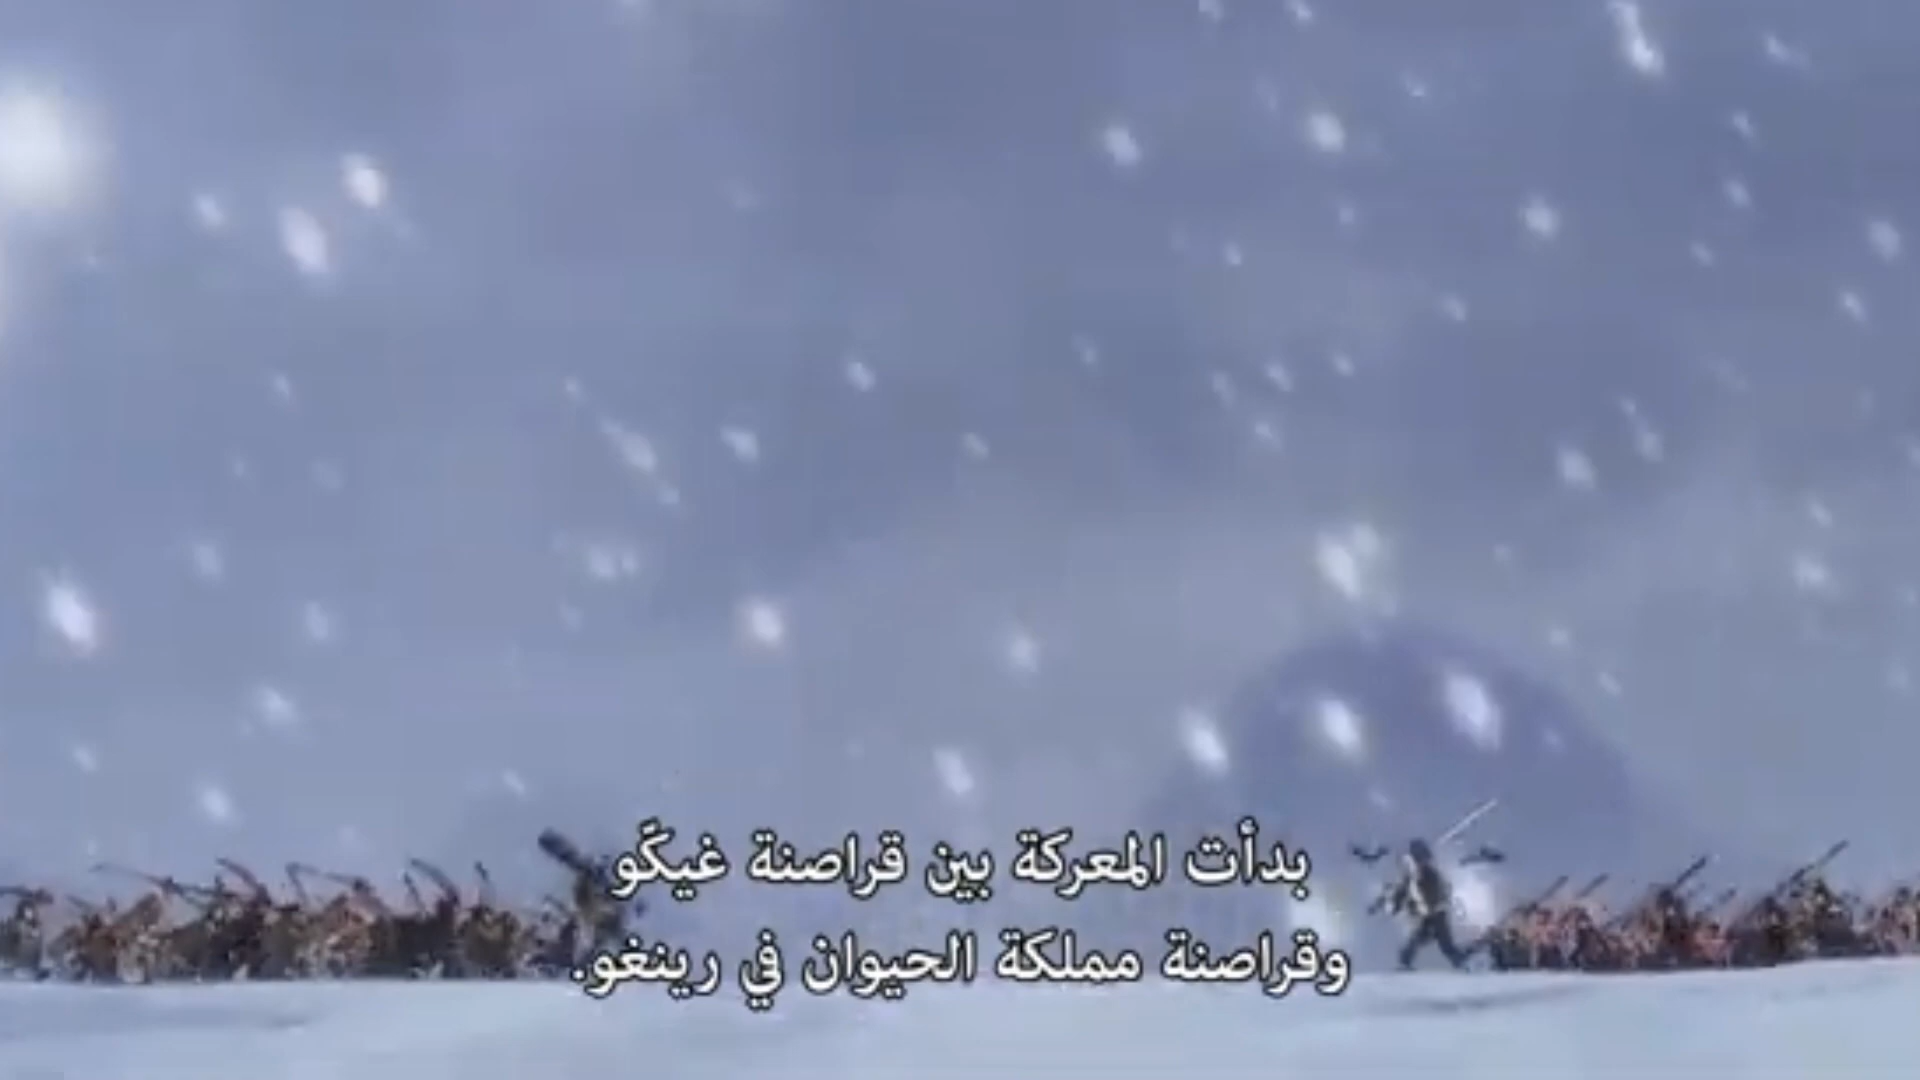 بدأت المعركة بين قراصنة غيكًو
وقراصنة مملكة الحيوان في رينغو.